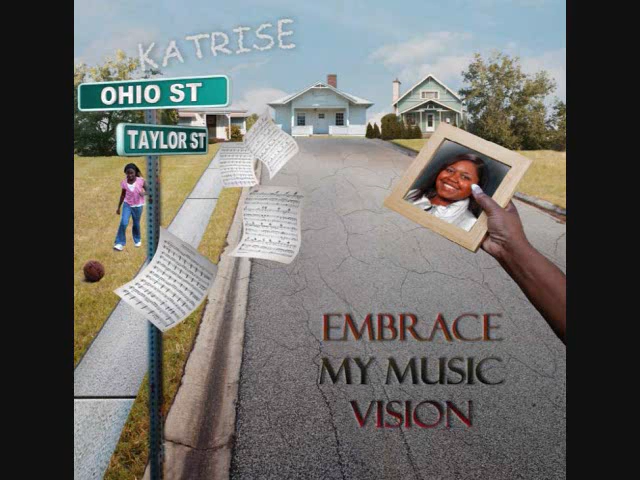 KATRISE
OHIO ST
TAYLOR ST
EMBRACE
MY MUSIC
VISION